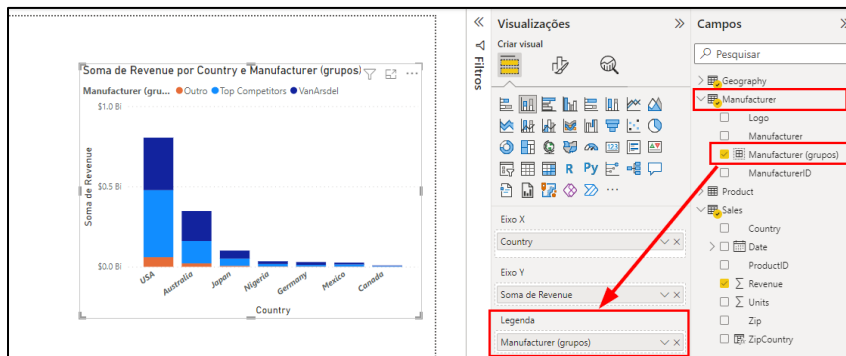 Soma de Revenue por Country e Manufacturer (grupos)
Manufacturer (gru... Outro Top Competitors VanArsdel
$1.0 Bi
$0.5 Bi
$0.0 Bi
Soma de Revenue
USA
Australia
Japan
Nigeria
Germany
Mexico
Canada
Country
Filtros
Visualizações
Criar visual
123
R Py
...
Eixo X
Country
Eixo Y
Soma de Revenue
Legenda
Manufacturer (grupos)
Campos
Pesquisar
Geography
Manufacturer
Logo
Manufacturer
Manufacturer (grupos)
ManufacturerID
Product
Sales
Country
Date
ProductID
∑ Revenue
∑ Units
Zip
ZipCountry